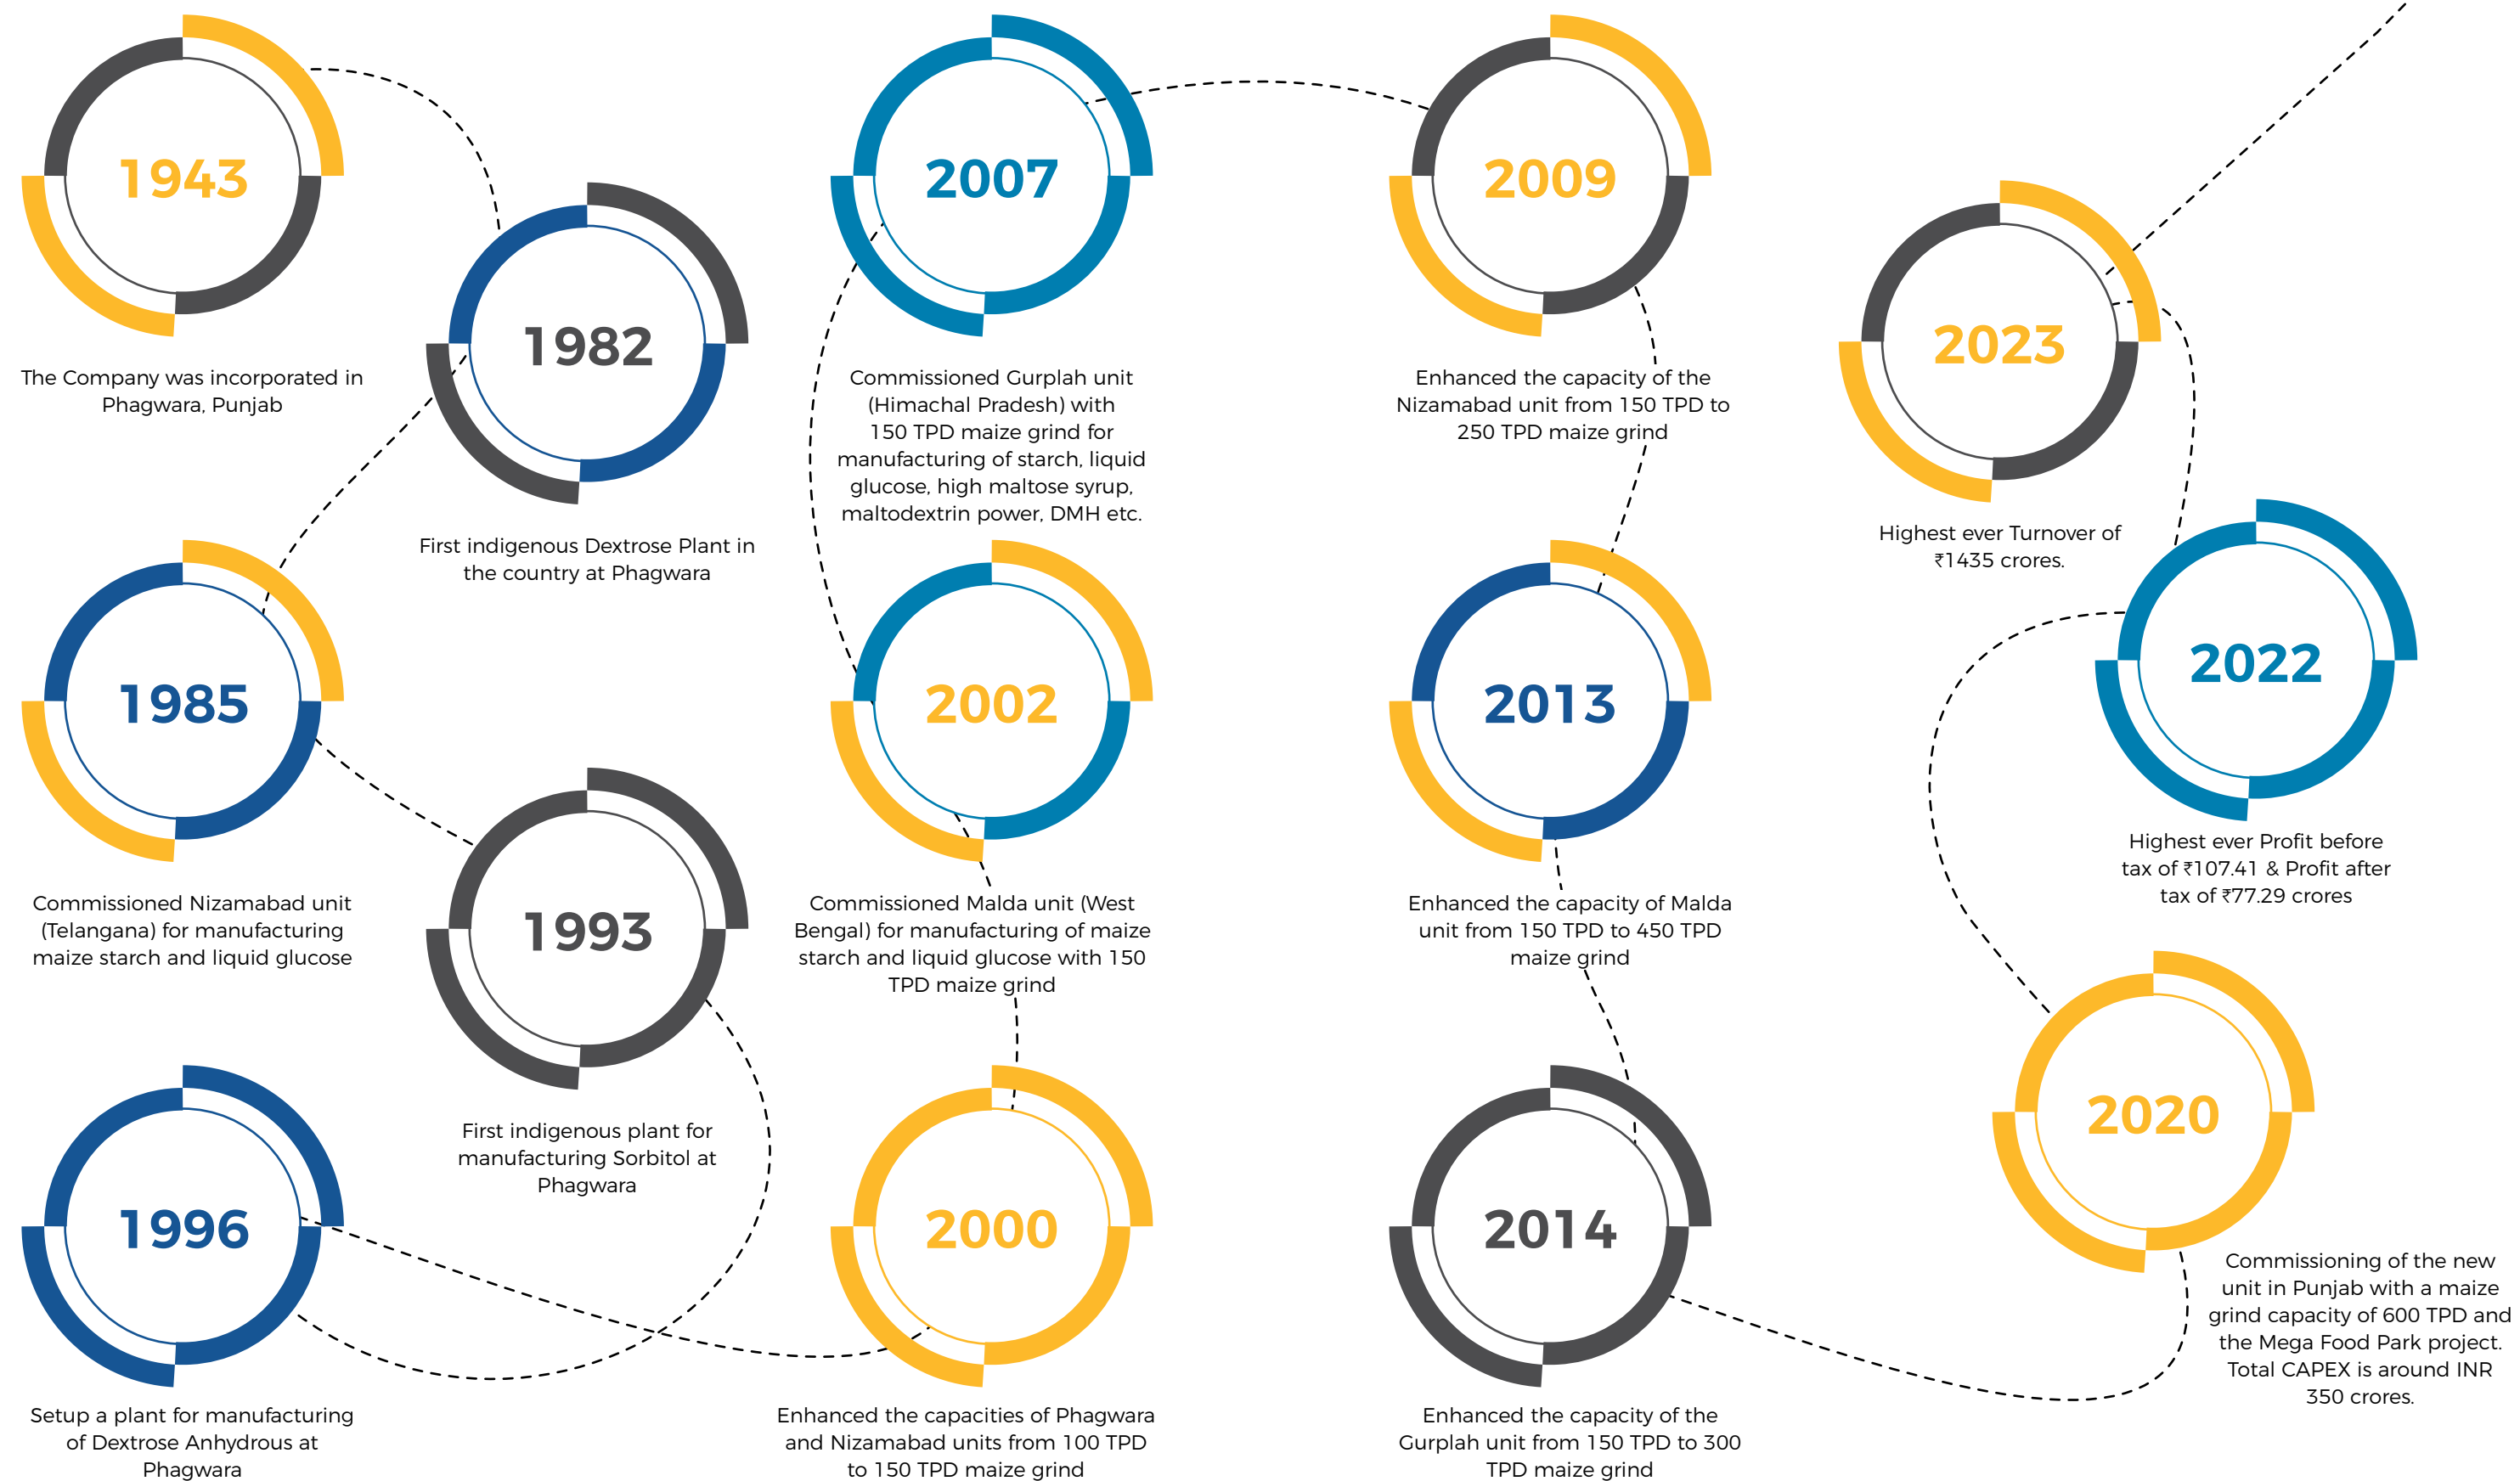 1943
The Company was incorporated in
Phagwara, Punjab
1982
First indigenous Dextrose Plant in
the country at Phagwara
1985
Commissioned Nizamabad unit
(Telangana) for manufacturing
maize starch and liquid glucose
1993
First indigenous plant for
manufacturing Sorbitol at
Phagwara
1996
Setup a plant for manufacturing
of Dextrose Anhydrous at
Phagwara
2000
Enhanced the capacities of Phagwara
and Nizamabad units from 100 TPD
to 150 TPD maize grind
2002
Commissioned Malda unit (West
Bengal) for manufacturing of maize
starch and liquid glucose with 150
TPD maize grind
2007
Commissioned Gurplah unit
(Himachal Pradesh) with
150 TPD maize grind for
manufacturing of starch, liquid
glucose, high maltose syrup,
maltodextrin power, DMH etc.
2009
Enhanced the capacity of the
Nizamabad unit from 150 TPD to
250 TPD maize grind
2013
Enhanced the capacity of Malda
unit from 150 TPD to 450 TPD
maize grind
2014
Enhanced the capacity of the
Gurplah unit from 150 TPD to 300
TPD maize grind
2020
Commissioning of the new
unit in Punjab with a maize
grind capacity of 600 TPD and
the Mega Food Park project.
Total CAPEX is around INR
350 crores.
2022
Highest ever Profit before
tax of ₹107.41 & Profit after
tax of ₹77.29 crores
2023
Highest ever Turnover of
₹1435 crores.